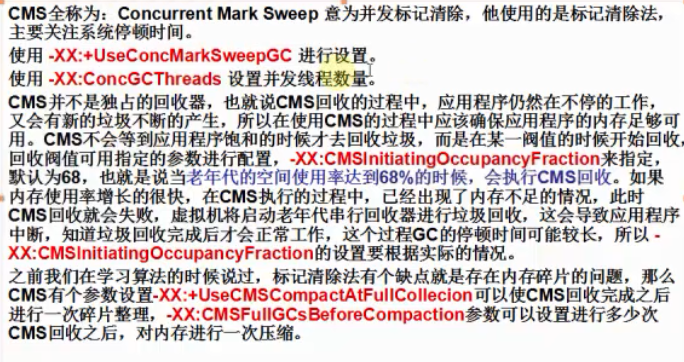 CMS全称为：Concurrent Mark Sweep 意为并发标记清除，他使用的是标记清除法，
主要关注系统停顿时间。
使用 -XX:+UseConcMarkSweepGC 进行设置。
使用 -XX:ConcGCThreads 设置并发线程数量。
CMS并不是独占的回收器，也就说CMS回收的过程中，应用程序仍然在不停的工作，
又会有新的垃圾不断的产生，所以在使用CMS的过程中应该确保应用程序的内存足够可
用。CMS不会等到应用程序饱和的时候才去回收垃圾，而是在某一阀值的时候开始回收，
回收阀值可用指定的参数进行配置，-XX:CMSInitiatingOccupancyFraction来指定，
默认为68，也就是说当老年代的空间使用率达到68%的时候，会执行CMS回收。如果
内存使用率增长的很快，在CMS执行的过程中，已经出现了内存不足的情况，此时
CMS回收就会失败，虚拟机将启动老年代串行回收器进行垃圾回收，这会导致应用程序
中断，知道垃圾回收完成后才会正常工作，这个过程GC的停顿时间可能较长，所以 -
XX:CMSInitiatingOccupancyFraction的设置要根据实际的情况。
之前我们在学习算法的时候说过，标记清除法有个缺点就是存在内存碎片的问题，那么
CMS有个参数设置-XX:+UseCMSCompactAtFullCollecion可以使CMS回收完成之后
进行一次碎片整理，-XX:CMSFullGCsBeforeCompaction参数可以设置进行多少次
CMS回收之后，对内存进行一次压缩。